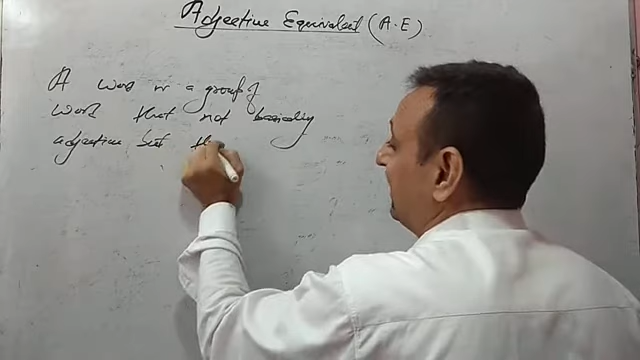 Adjective Equivalent (A.E)
A word or a group of
word that not basically
adjective but th